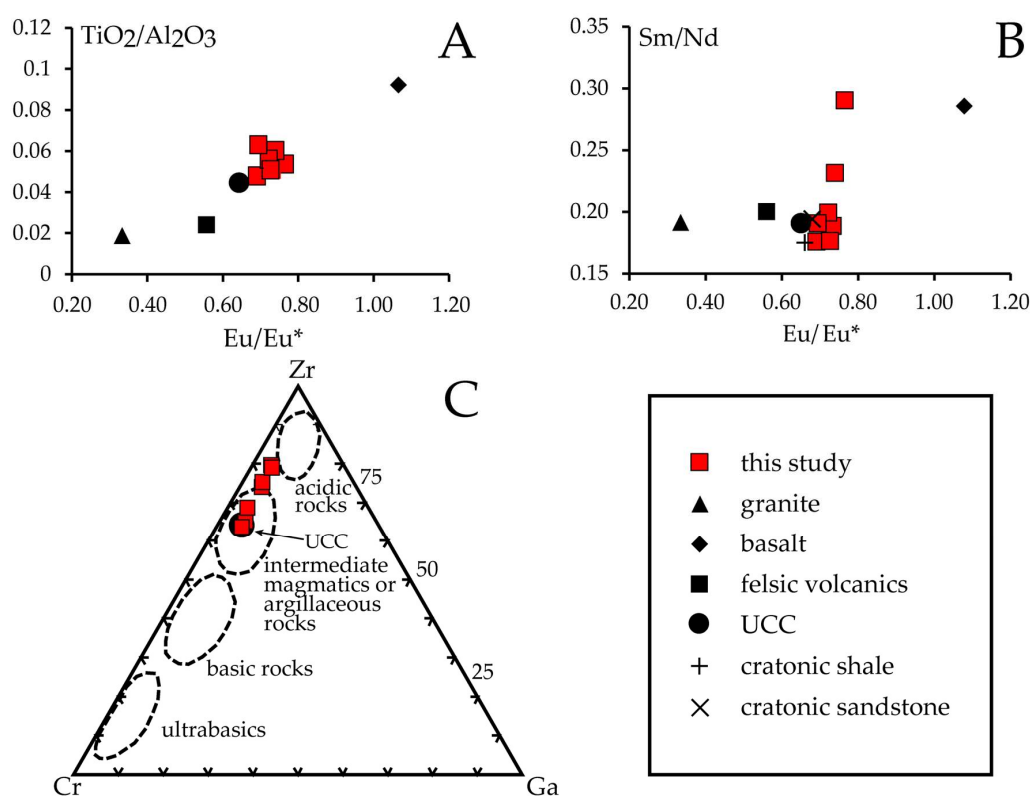 TiO2/Al2O3
A
0.12
0.1
0.08
0.06
0.04
0.02
0
0.20 0.40 0.60 0.80 1.00 1.20
Eu/Eu*
Sm/Nd
B
0.35
0.30
0.25
0.20
0.15
0.20 0.40 0.60 0.80 1.00 1.20
Eu/Eu*
Zr
C
75
acidic
rocks
UCC
50
intermediate
magmatics or
argillaceous
rocks
basic rocks
25
ultrabasics
Cr
Ga
this study
granite
basalt
felsic volcanics
UCC
cratonic shale
cratonic sandstone